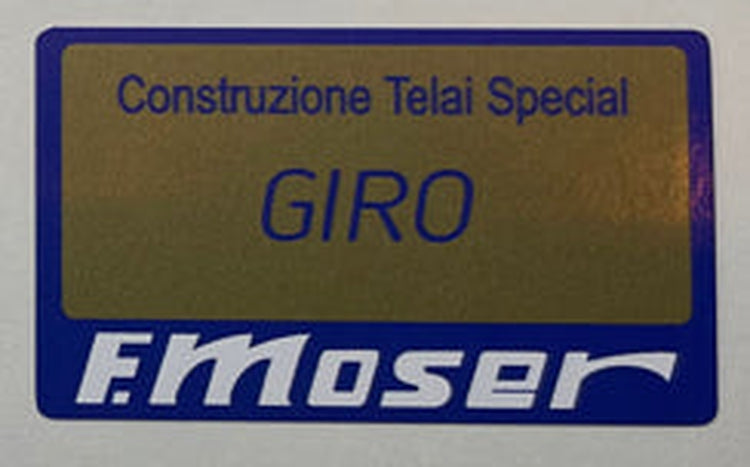 Construzione Telai Special
GIRO
F.Moser